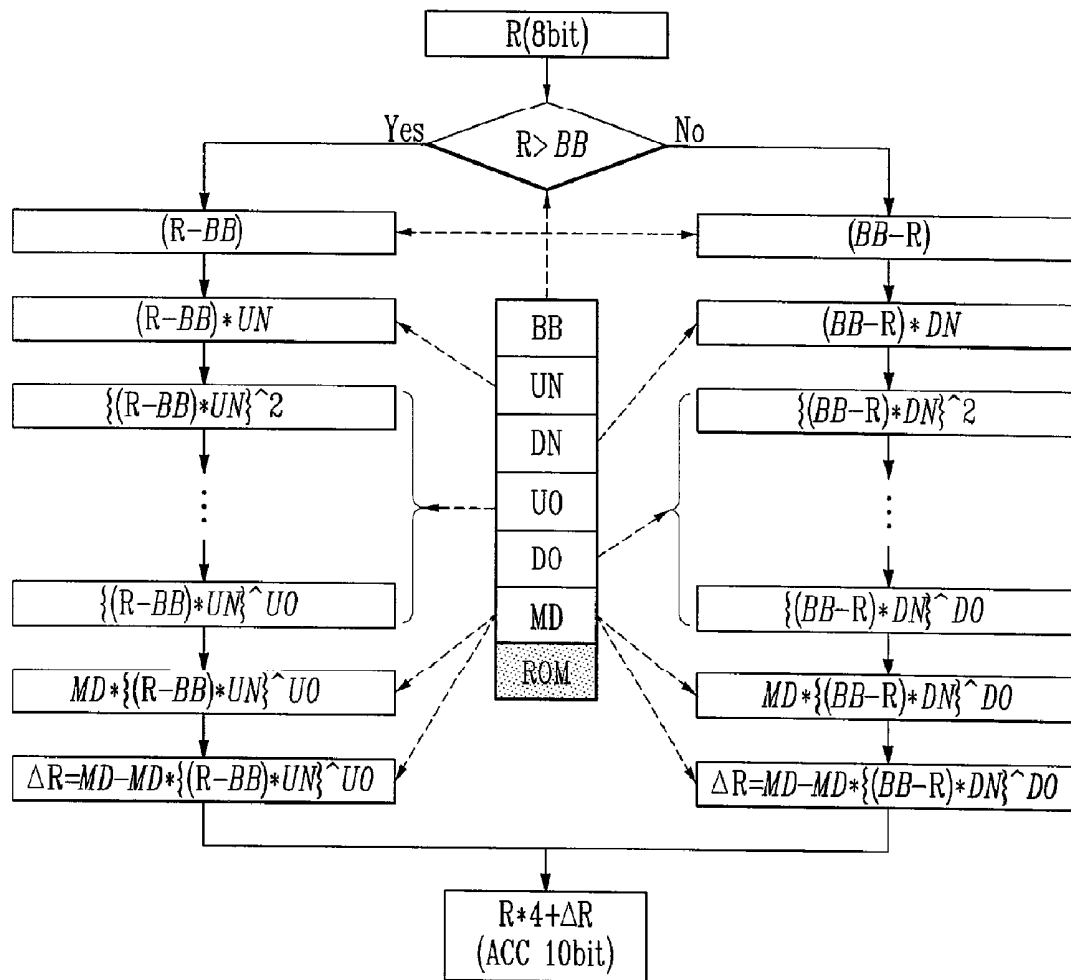 R(8bit)
Yes
R> BB
No
(R-BB)
(R-BB)*UN
{(R-BB)*UN}^2
{(R-BB)*UN}^UO
MD*{(R-BB)*UN}^UO
ΔR=MD-MD*{(R-BB)*UN}^UO
BB
UN
DN
UO
DO
MD
ROM
(BB-R)
(BB-R)*DN
{(BB-R)*DN}^2
{(BB-R)*DN}^DO
MD*{(BB-R)*DN}^DO
ΔR=MD-MD*{(BB-R)*DN}^DO
R*4+ΔR
(ACC 10bit)